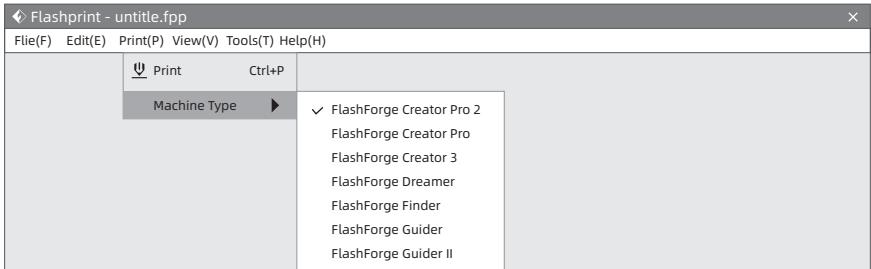 Flashprint - untitle.fpp
Flie(F) Edit(E) Print(P) View(V) Tools(T) Help(H)
Print Ctrl+P
Machine Type
FlashForge Creator Pro 2
FlashForge Creator Pro
FlashForge Creator 3
FlashForge Dreamer
FlashForge Finder
FlashForge Guider
FlashForge Guider II